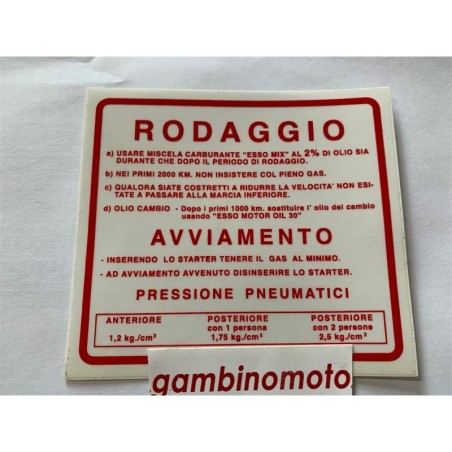 RODAGGIO
a) USARE MISCELA CARBURANTE "ESSO MIX" AL 2% DI OLIO SIA
DURANTE CHE DOPO IL PERIODO DI RODAGGIO.
b) NEI PRIMI 2000 KM. NON INSISTERE COL PIENO GAS.
c) QUALORA SIATE COSTRETTI A RIDURRE LA VELOCITA' NON ESI-
TATE A PASSARE ALLA MARCIA INFERIORE.
d) OLIO CAMBIO - Dopo i primi 1000 km. sostituire l' olio del cambio
usando "ESSO MOTOR OIL 30"
AVVIAMENTO
- INSERENDO LO STARTER TENERE IL GAS AL MINIMO.
- AD AVVIAMENTO AVVENUTO DISINSERIRE LO STARTER.
PRESSIONE PNEUMATICI
ANTERIORE POSTERIORE POSTERIORE
con 1 persona con 2 persone
1,2 kg./cm² 1,75 kg./cm² 2,5 kg./cm²
gambinomoto